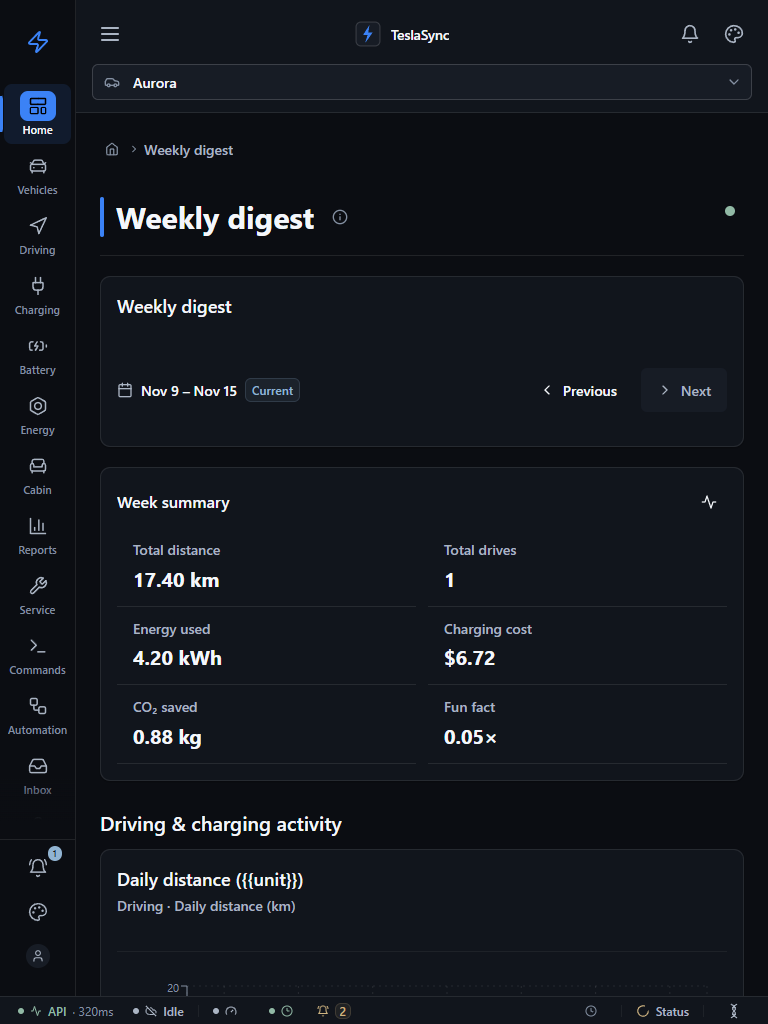 TeslaSync
Aurora
Home
Vehicles
Driving
Charging
Battery
Energy
Cabin
Reports
Service
Commands
Automation
Inbox
1
Weekly digest
Weekly digest
Weekly digest
Nov 9 – Nov 15 Current Previous Next
Week summary
Total distance Total drives
17.40 km 1
Energy used Charging cost
4.20 kWh $6.72
CO₂ saved Fun fact
0.88 kg 0.05×
Driving & charging activity
Daily distance ({{unit}})
Driving · Daily distance (km)
20
API · 320ms Idle 2 Status